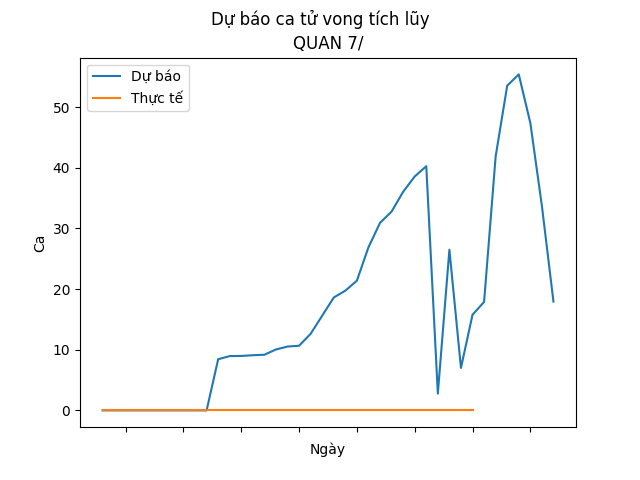 Dự báo ca tử vong tích lũy
QUAN 7/
Dự báo
Thực tế
50
40
30
20
10
0
Ca
Ngày